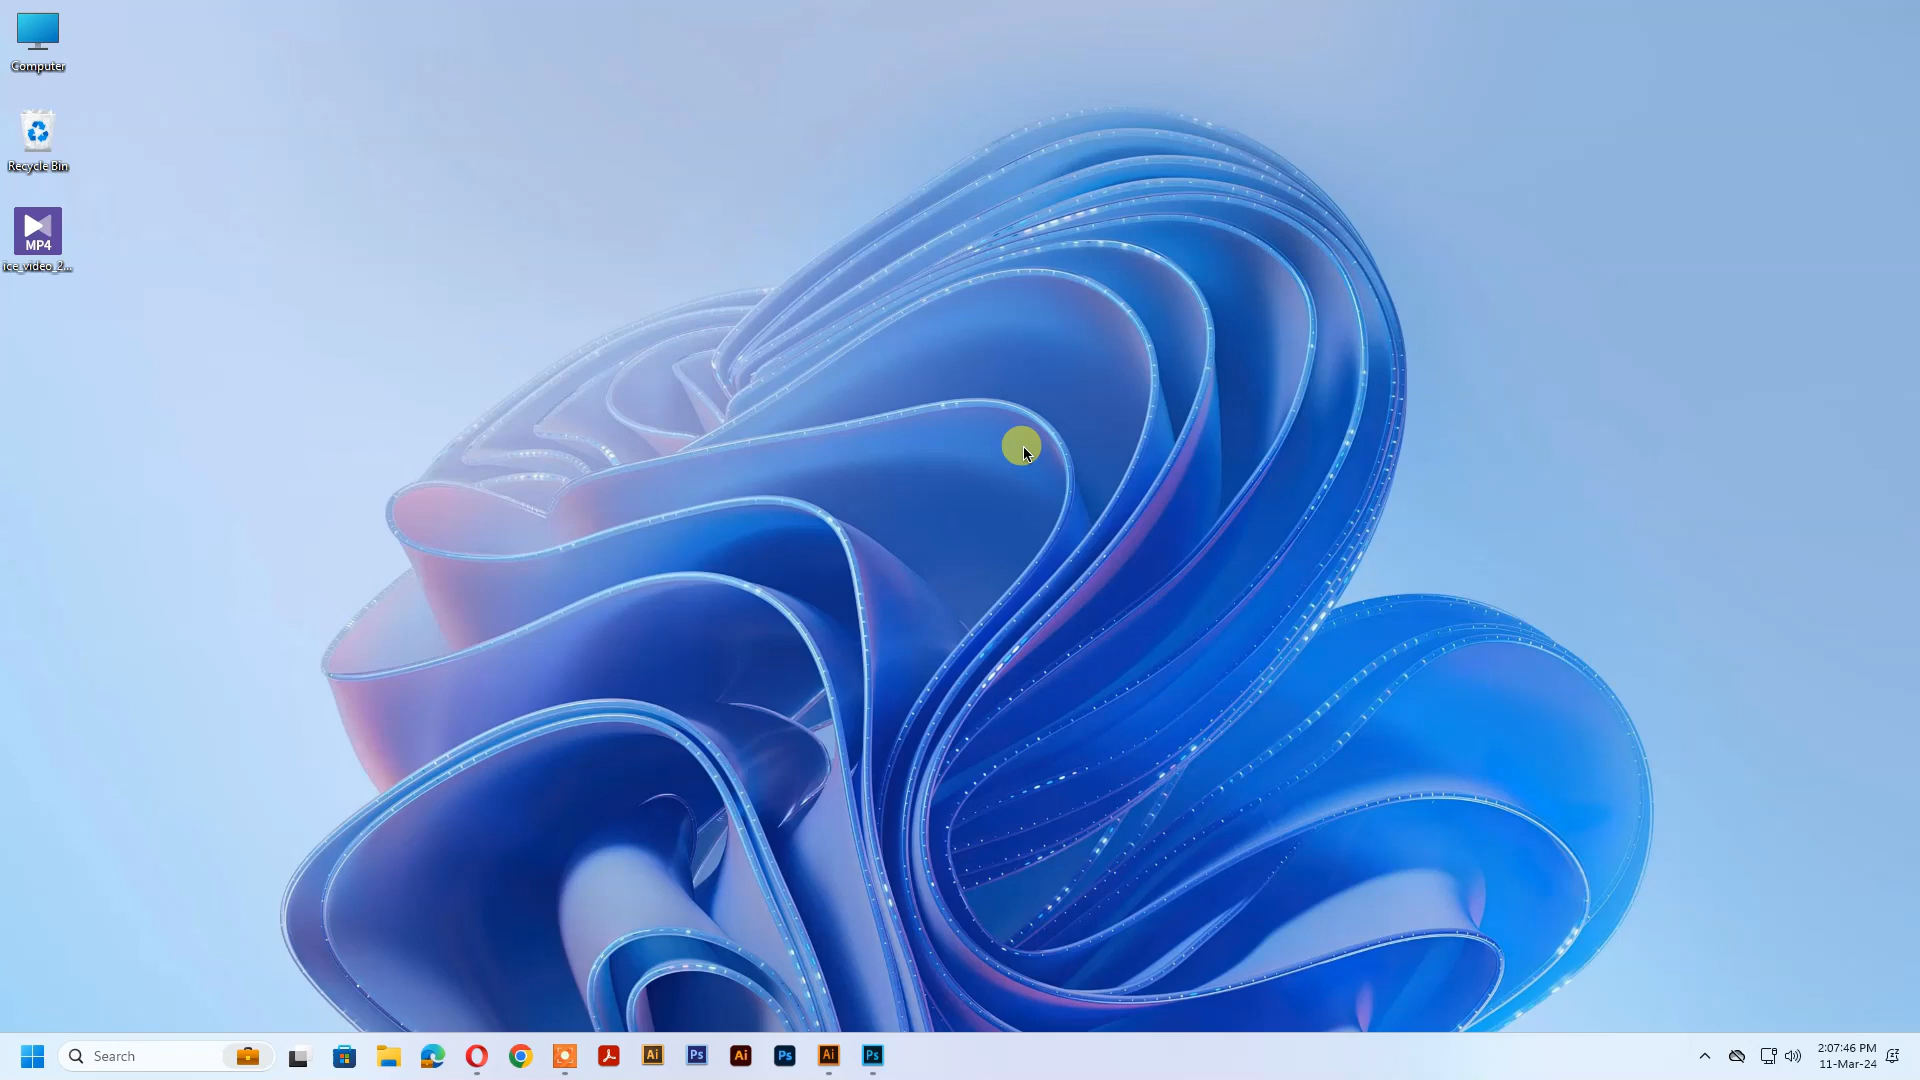 Computer
Recycle Bin
MP4
ice_video_2...
Search
Ai
Ps
Ai
Ps
Ai
Ps
2:07:46 PM
11-Mar-24